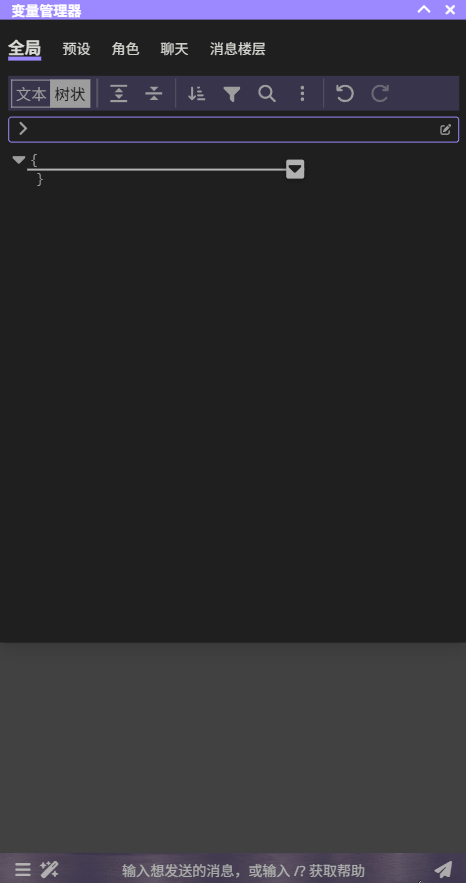 变量管理器
全局 预设 角色 聊天 消息楼层
文本 树状
{
}
输入想发送的消息，或输入 /? 获取帮助